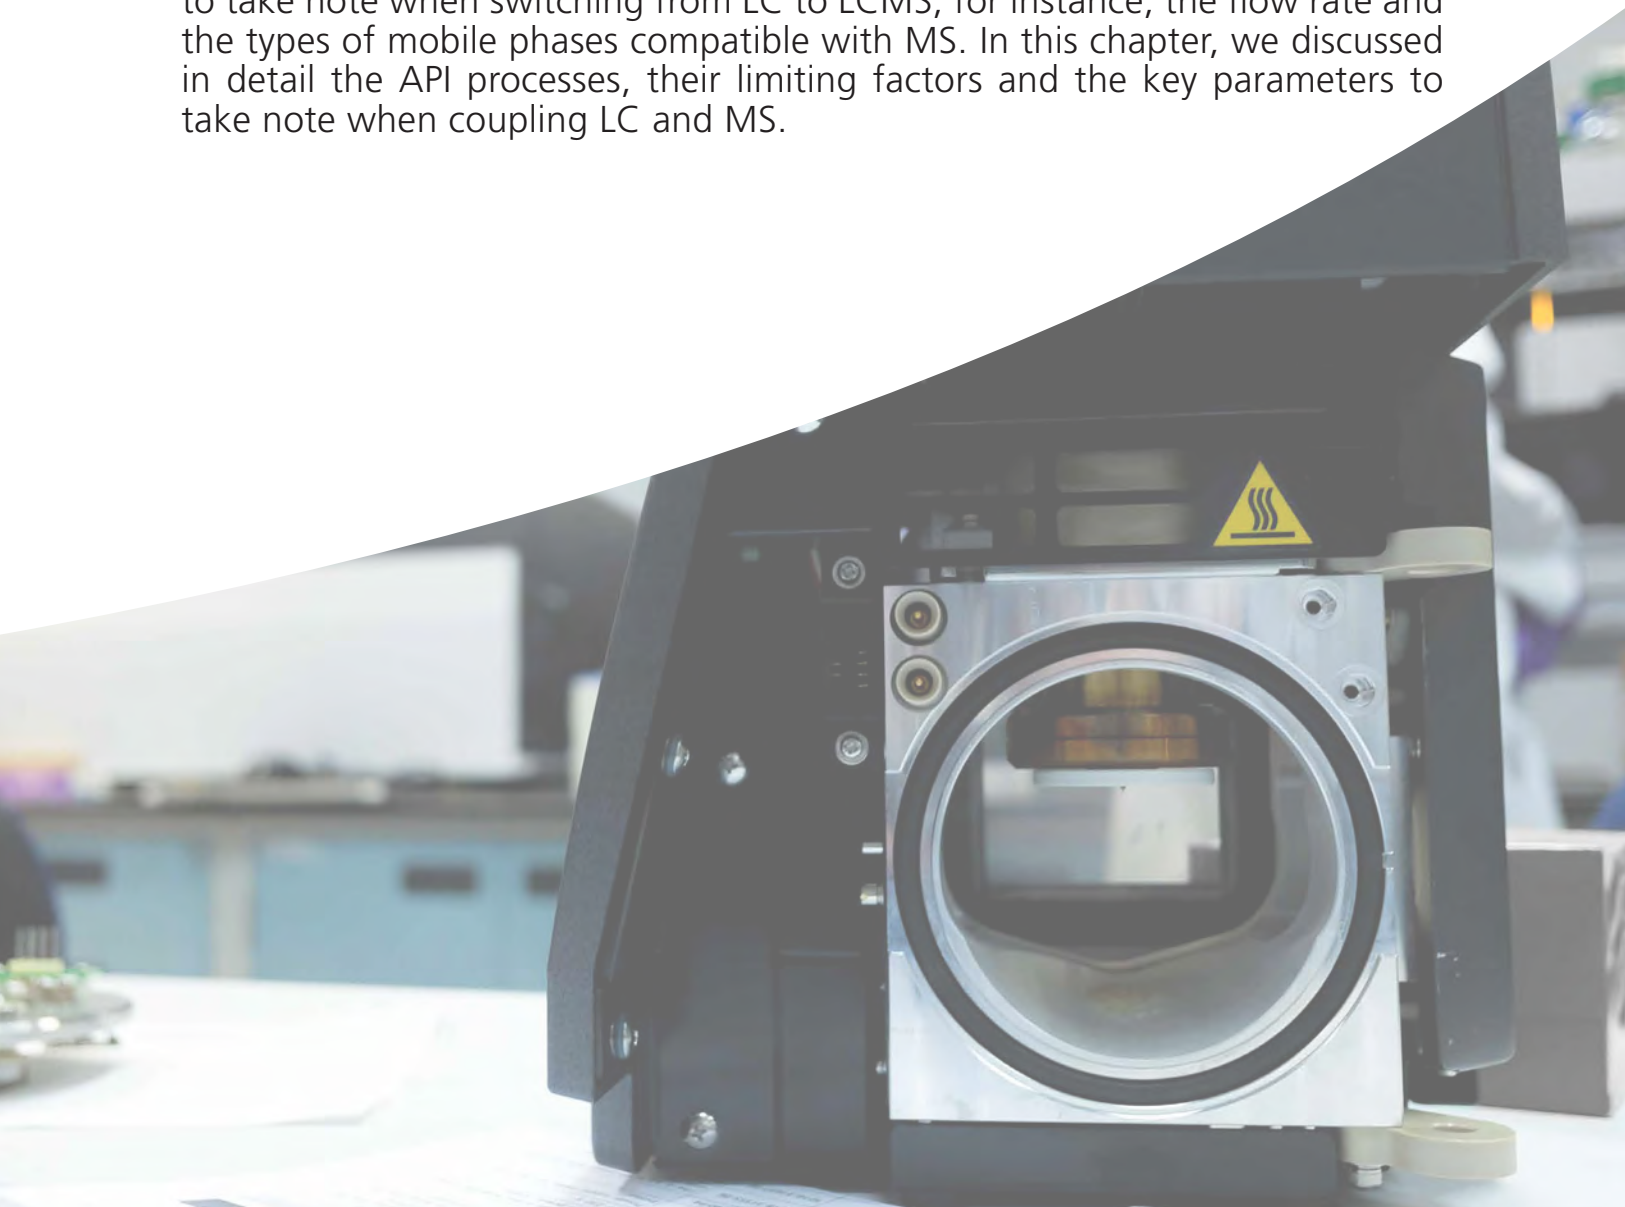 to take note when switching from LC to LCMS, for instance, the flow rate and
the types of mobile phases compatible with MS. In this chapter, we discussed
in detail the API processes, their limiting factors and the key parameters to
take note when coupling LC and MS.